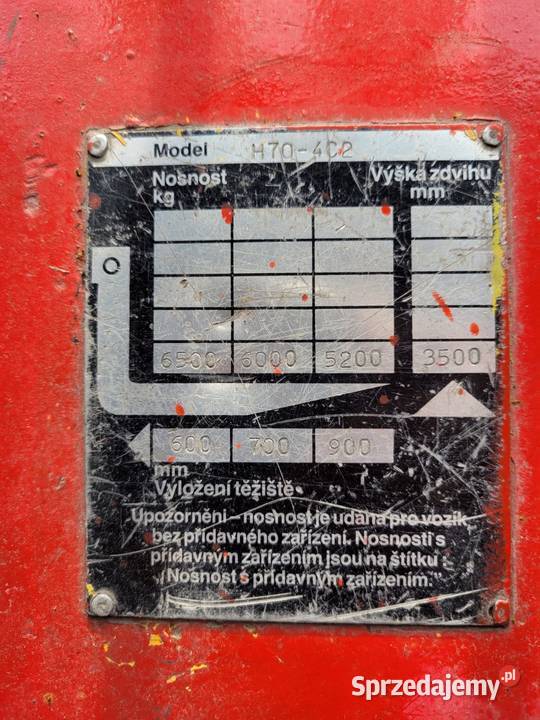 Model H70-4C2
Nosnost Výška zdvihu
kg mm
6500 6000 5200 3500
600 700 900
mm
Vyložení těžiště
Upozornění – nosnost je udána pro vozík
bez přídavného zařízení. Nosnosti s
přídavným zařízením jsou na štítku :
„Nosnost s přídavným zařízením."
Sprzedajemy.pl